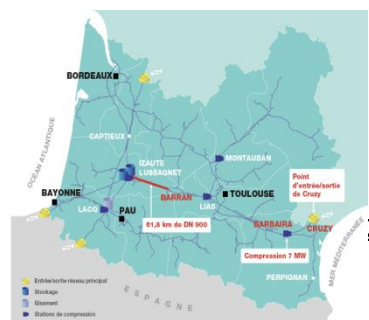 BORDEAUX
OCÉAN ATLANTIQUE
CAPTIEUX
IZAUTE
LUSSAGNET
MONTAUBAN
Point
d'entrée/sortie
de Cruzy
BAYONNE
BARRAN
TOULOUSE
LACQ
PAU
LIAS
BARBAIRA
CRUZY
61,8 km de DN 900
Compression 7 MW
MER MÉDITERRANÉE
PERPIGNAN
ESPAGNE
Entrée/sortie réseau principal
Stockage
Gisement
Stations de compression